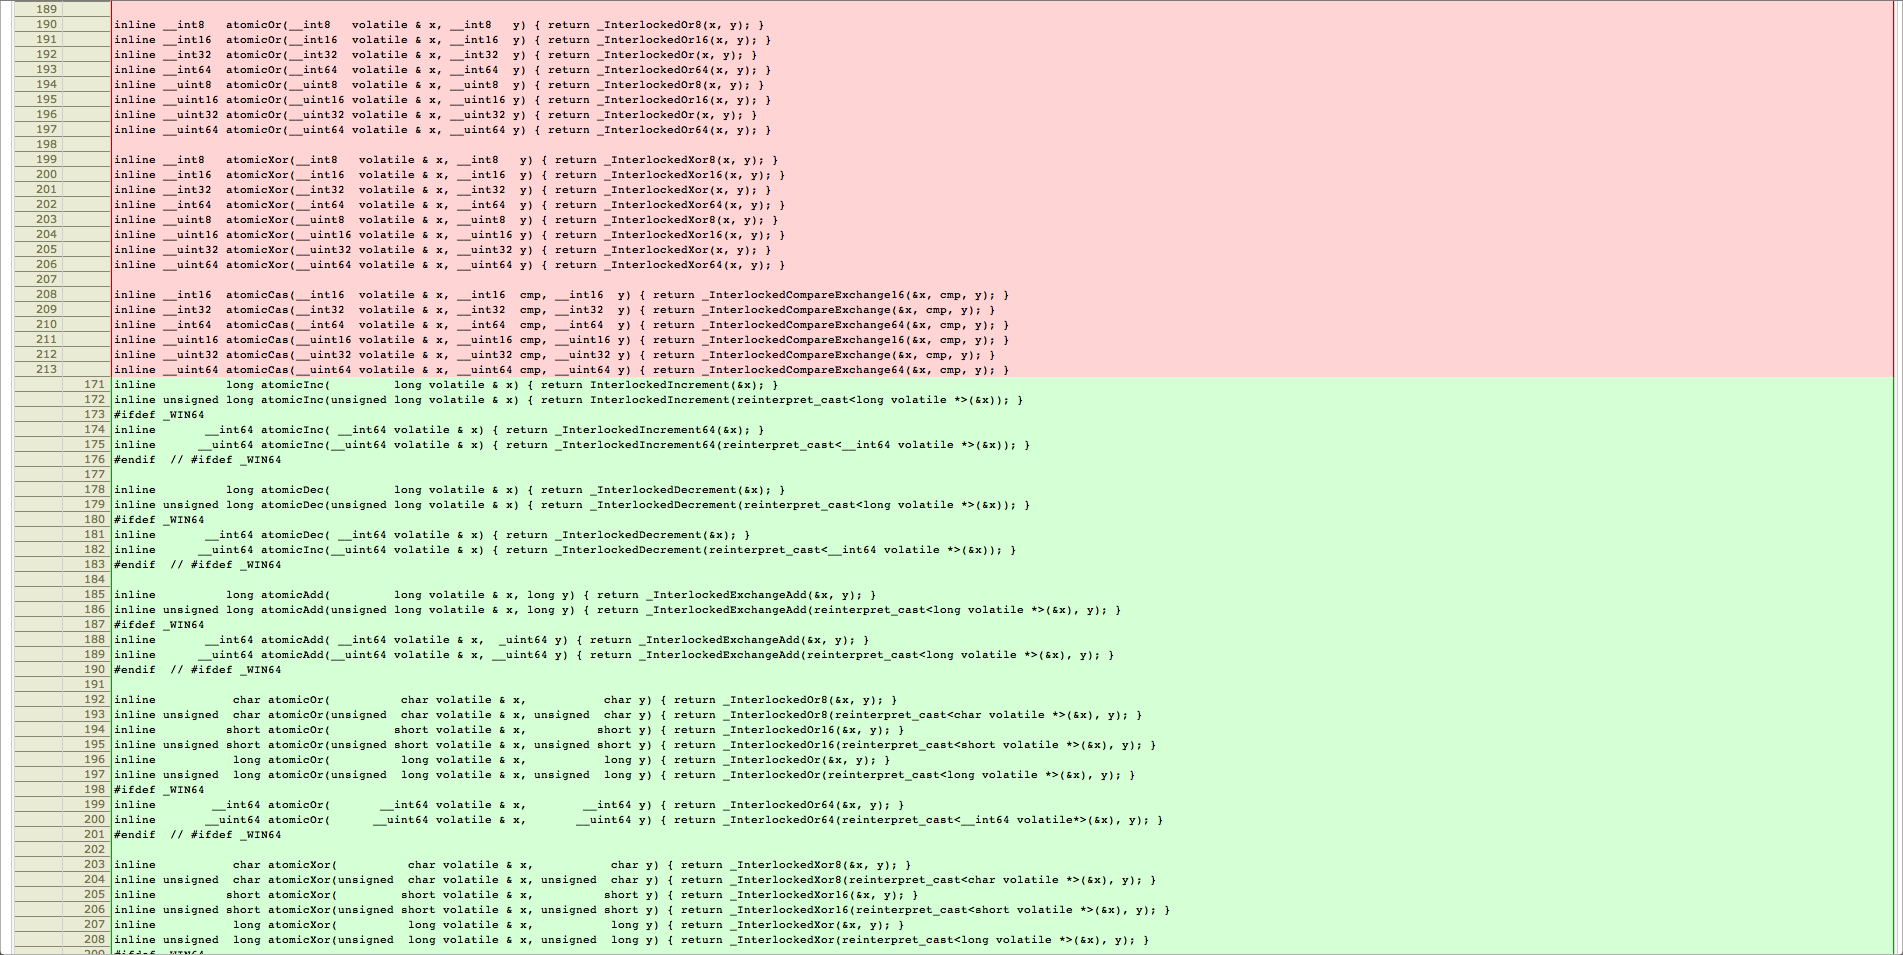 189
190 inline __int8   atomicOr(__int8   volatile & x, __int8   y) { return _InterlockedOr8(x, y); }
191 inline __int16  atomicOr(__int16  volatile & x, __int16  y) { return _InterlockedOr16(x, y); }
192 inline __int32  atomicOr(__int32  volatile & x, __int32  y) { return _InterlockedOr(x, y); }
193 inline __int64  atomicOr(__int64  volatile & x, __int64  y) { return _InterlockedOr64(x, y); }
194 inline __uint8  atomicOr(__uint8  volatile & x, __uint8  y) { return _InterlockedOr8(x, y); }
195 inline __uint16 atomicOr(__uint16 volatile & x, __uint16 y) { return _InterlockedOr16(x, y); }
196 inline __uint32 atomicOr(__uint32 volatile & x, __uint32 y) { return _InterlockedOr(x, y); }
197 inline __uint64 atomicOr(__uint64 volatile & x, __uint64 y) { return _InterlockedOr64(x, y); }
198
199 inline __int8   atomicXor(__int8   volatile & x, __int8   y) { return _InterlockedXor8(x, y); }
200 inline __int16  atomicXor(__int16  volatile & x, __int16  y) { return _InterlockedXor16(x, y); }
201 inline __int32  atomicXor(__int32  volatile & x, __int32  y) { return _InterlockedXor(x, y); }
202 inline __int64  atomicXor(__int64  volatile & x, __int64  y) { return _InterlockedXor64(x, y); }
203 inline __uint8  atomicXor(__uint8  volatile & x, __uint8  y) { return _InterlockedXor8(x, y); }
204 inline __uint16 atomicXor(__uint16 volatile & x, __uint16 y) { return _InterlockedXor16(x, y); }
205 inline __uint32 atomicXor(__uint32 volatile & x, __uint32 y) { return _InterlockedXor(x, y); }
206 inline __uint64 atomicXor(__uint64 volatile & x, __uint64 y) { return _InterlockedXor64(x, y); }
207
208 inline __int16  atomicCas(__int16  volatile & x, __int16  cmp, __int16  y) { return _InterlockedCompareExchange16(&x, cmp, y); }
209 inline __int32  atomicCas(__int32  volatile & x, __int32  cmp, __int32  y) { return _InterlockedCompareExchange(&x, cmp, y); }
210 inline __int64  atomicCas(__int64  volatile & x, __int64  cmp, __int64  y) { return _InterlockedCompareExchange64(&x, cmp, y); }
211 inline __uint16 atomicCas(__uint16 volatile & x, __uint16 cmp, __uint16 y) { return _InterlockedCompareExchange16(&x, cmp, y); }
212 inline __uint32 atomicCas(__uint32 volatile & x, __uint32 cmp, __uint32 y) { return _InterlockedCompareExchange(&x, cmp, y); }
213 inline __uint64 atomicCas(__uint64 volatile & x, __uint64 cmp, __uint64 y) { return _InterlockedCompareExchange64(&x, cmp, y); }
171 inline          long atomicInc(         long volatile & x) { return InterlockedIncrement(&x); }
172 inline unsigned long atomicInc(unsigned long volatile & x) { return InterlockedIncrement(reinterpret_cast<long volatile *>(&x)); }
173 #ifdef _WIN64
174 inline       __int64 atomicInc( __int64 volatile & x) { return _InterlockedIncrement64(&x); }
175 inline      __uint64 atomicInc(__uint64 volatile & x) { return _InterlockedIncrement64(reinterpret_cast<__int64 volatile *>(&x)); }
176 #endif  // #ifdef _WIN64
177
178 inline          long atomicDec(         long volatile & x) { return _InterlockedDecrement(&x); }
179 inline unsigned long atomicDec(unsigned long volatile & x) { return _InterlockedDecrement(reinterpret_cast<long volatile *>(&x)); }
180 #ifdef _WIN64
181 inline       __int64 atomicDec( __int64 volatile & x) { return _InterlockedDecrement(&x); }
182 inline      __uint64 atomicInc(__uint64 volatile & x) { return _InterlockedDecrement(reinterpret_cast<__int64 volatile *>(&x)); }
183 #endif  // #ifdef _WIN64
184
185 inline          long atomicAdd(         long volatile & x, long y) { return _InterlockedExchangeAdd(&x, y); }
186 inline unsigned long atomicAdd(unsigned long volatile & x, long y) { return _InterlockedExchangeAdd(reinterpret_cast<long volatile *>(&x), y); }
187 #ifdef _WIN64
188 inline       __int64 atomicAdd( __int64 volatile & x,  _uint64 y) { return _InterlockedExchangeAdd(&x, y); }
189 inline      __uint64 atomicAdd(__uint64 volatile & x, __uint64 y) { return _InterlockedExchangeAdd(reinterpret_cast<long volatile *>(&x), y); }
190 #endif  // #ifdef _WIN64
191
192 inline           char atomicOr(          char volatile & x,           char y) { return _InterlockedOr8(&x, y); }
193 inline unsigned  char atomicOr(unsigned  char volatile & x, unsigned  char y) { return _InterlockedOr8(reinterpret_cast<char volatile *>(&x), y); }
194 inline          short atomicOr(         short volatile & x,          short y) { return _InterlockedOr16(&x, y); }
195 inline unsigned short atomicOr(unsigned short volatile & x, unsigned short y) { return _InterlockedOr16(reinterpret_cast<short volatile *>(&x), y); }
196 inline           long atomicOr(          long volatile & x,           long y) { return _InterlockedOr(&x, y); }
197 inline unsigned  long atomicOr(unsigned  long volatile & x, unsigned  long y) { return _InterlockedOr(reinterpret_cast<long volatile *>(&x), y); }
198 #ifdef _WIN64
199 inline        __int64 atomicOr(       __int64 volatile & x,        __int64 y) { return _InterlockedOr64(&x, y); }
200 inline       __uint64 atomicOr(      __uint64 volatile & x,       __uint64 y) { return _InterlockedOr64(reinterpret_cast<__int64 volatile*>(&x), y); }
201 #endif  // #ifdef _WIN64
202
203 inline           char atomicXor(          char volatile & x,           char y) { return _InterlockedXor8(&x, y); }
204 inline unsigned  char atomicXor(unsigned  char volatile & x, unsigned  char y) { return _InterlockedXor8(reinterpret_cast<char volatile *>(&x), y); }
205 inline          short atomicXor(         short volatile & x,          short y) { return _InterlockedXor16(&x, y); }
206 inline unsigned short atomicXor(unsigned short volatile & x, unsigned short y) { return _InterlockedXor16(reinterpret_cast<short volatile *>(&x), y); }
207 inline           long atomicXor(          long volatile & x,           long y) { return _InterlockedXor(&x, y); }
208 inline unsigned  long atomicXor(unsigned  long volatile & x, unsigned  long y) { return _InterlockedXor(reinterpret_cast<long volatile *>(&x), y); }
209 #ifdef _WIN64